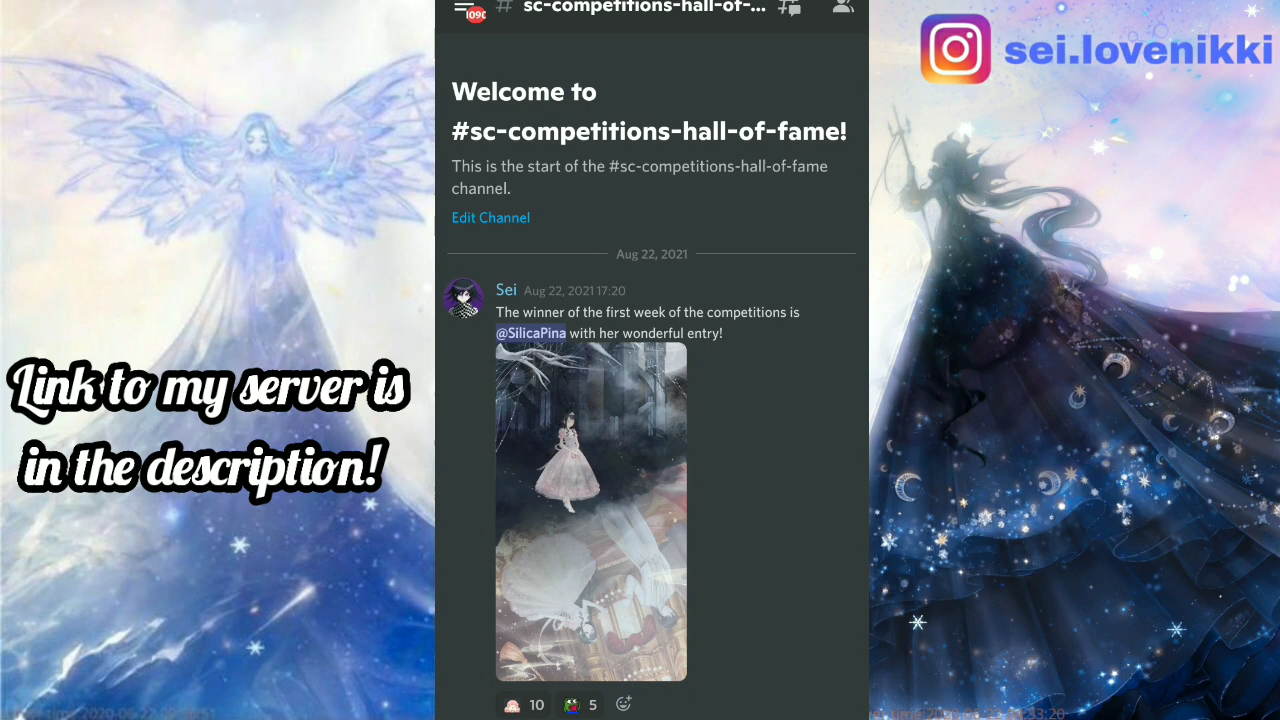 # sc-competitions-hall-of-...
sei.lovenikki
Welcome to
#sc-competitions-hall-of-fame!
This is the start of the #sc-competitions-hall-of-fame
channel.
Edit Channel
Aug 22, 2021
Sei Aug 22, 2021 17:20
The winner of the first week of the competitions is
@SilicaPina with her wonderful entry!
Link to my server is
in the description!
10 5